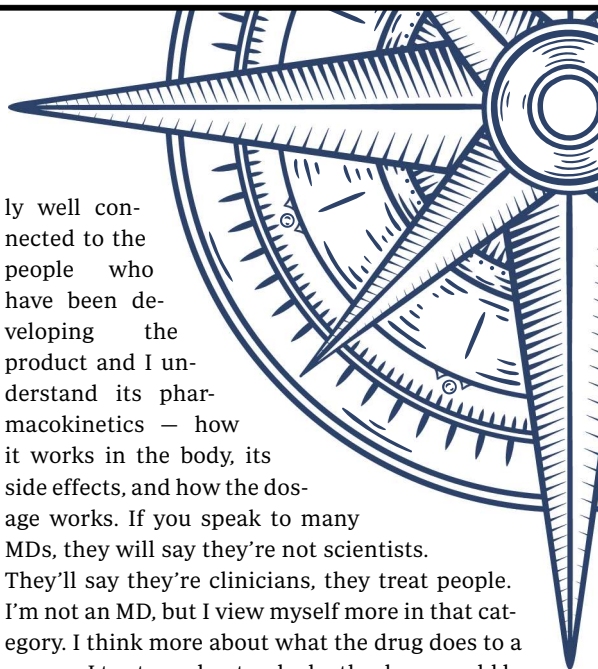 ly well con-
nected to the
people who
have been de-
veloping the
product and I un-
derstand its phar-
macokinetics — how
it works in the body, its
side effects, and how the dos-
age works. If you speak to many
MDs, they will say they’re not scientists.
They’ll say they’re clinicians, they treat people.
I’m not an MD, but I view myself more in that cat-
egory. I think more about what the drug does to a